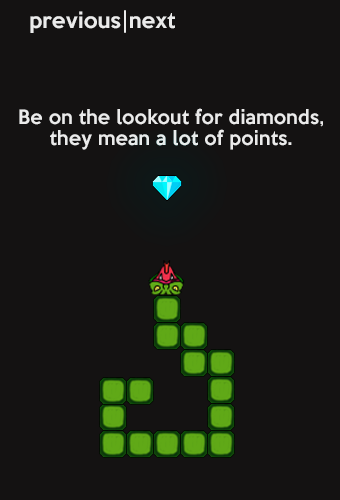 previous|next
Be on the lookout for diamonds,
they mean a lot of points.